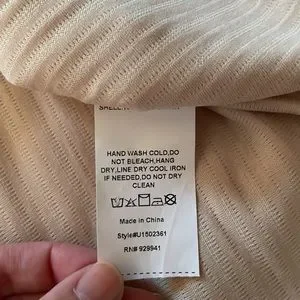 HAND WASH COLD,DO
NOT BLEACH,HANG
DRY,LINE DRY COOL IRON
IF NEEDED,DO NOT DRY
CLEAN
Made in China
Style#U1502361
RN# 929941